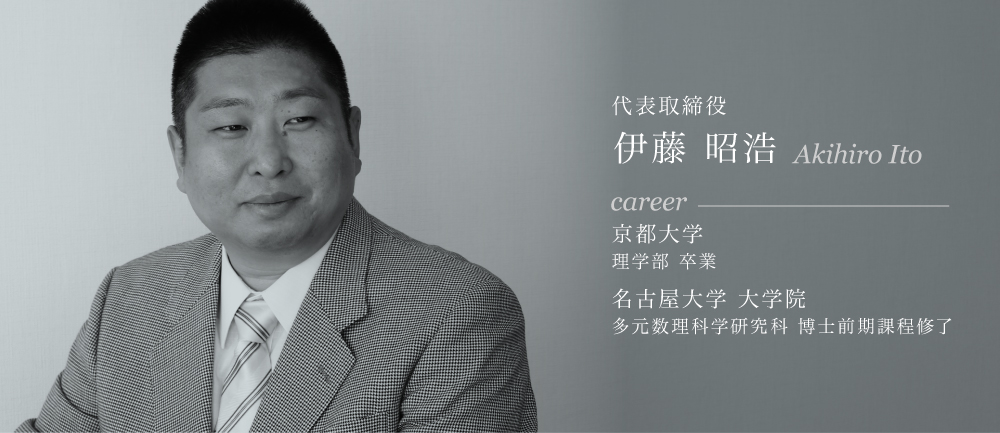 代表取締役
伊藤 昭浩 Akihiro Ito
career
京都大学
理学部 卒業
名古屋大学 大学院
多元数理科学研究科 博士前期課程修了